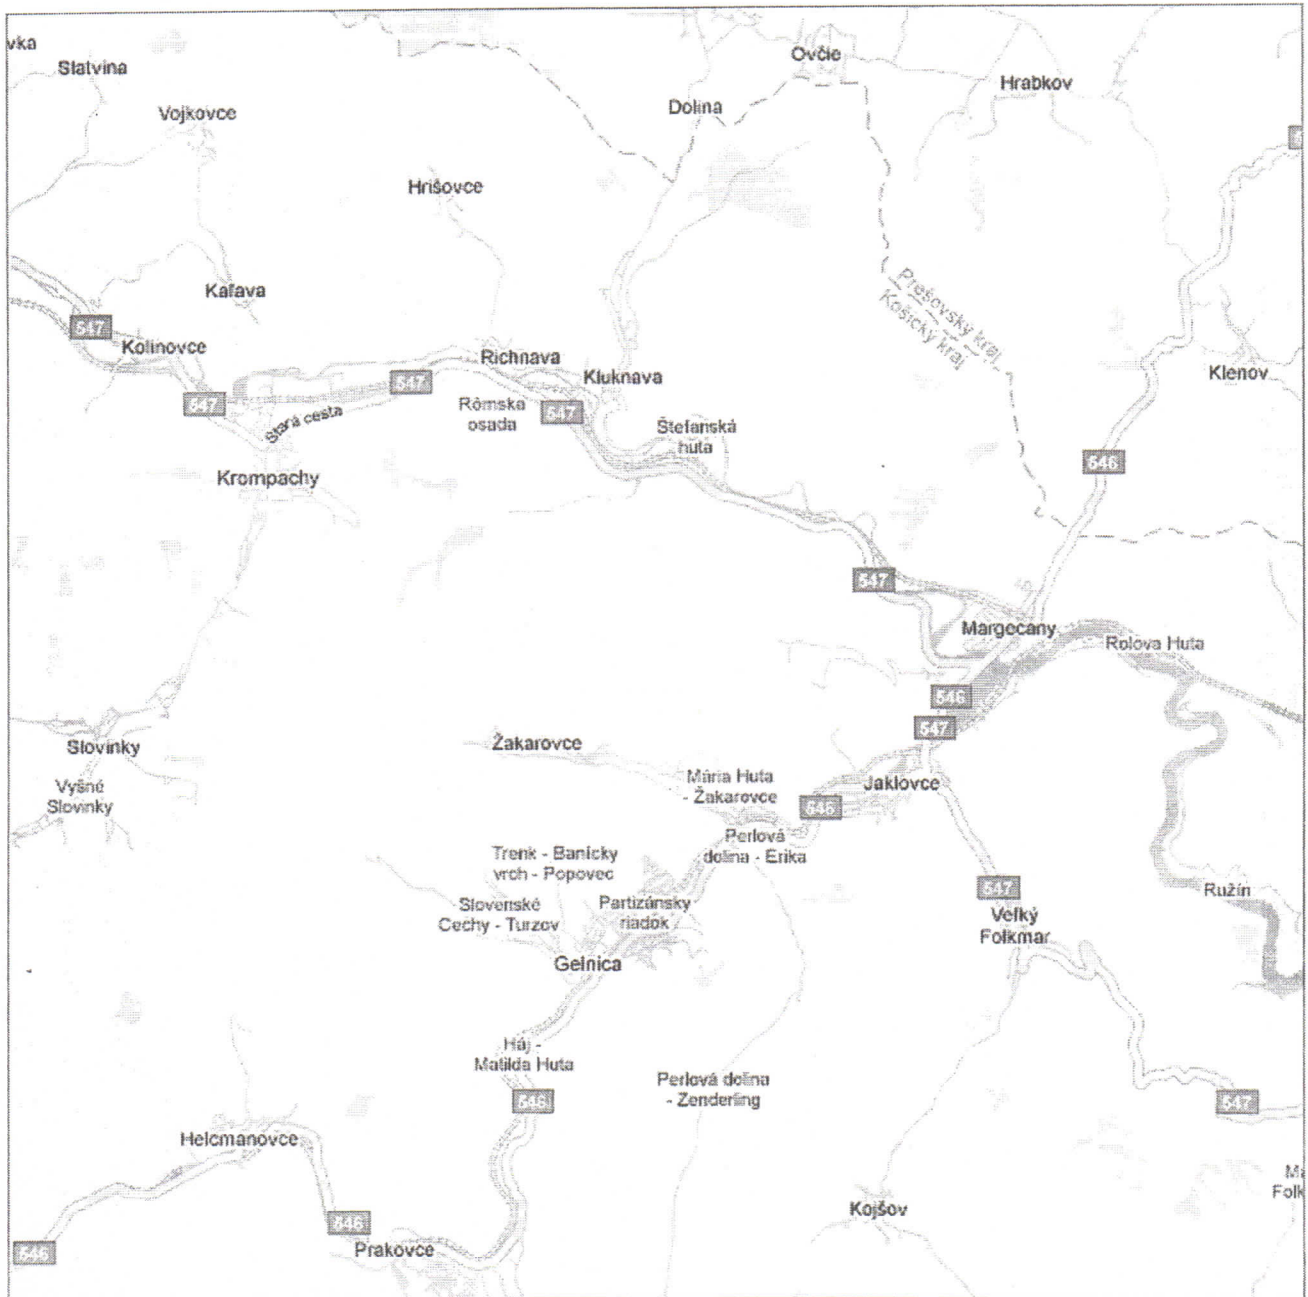 vka
Slatvina
Ovčie
Hrabkov
Vojkovce
Dolina
Hrišovce
Kaľava
Prešovský kraj
Košický kraj
547
Kolinovce
Richnava
Kluknava
Klenov
547
547
Rómska
osada
547
Stará cesta
Štefanská
huta
546
Krompachy
547
Margecany
Rolova Huta
546
547
Slovinky
Žakarovce
Vyšné
Slovinky
Mária Huta
- Žakarovce
Jaklovce
546
Perlová
dolina - Erika
Trenk - Banícky
vrch - Popovec
547
Ružín
Slovenské
Cechy - Turzov
Partizánsky
riadok
Veľký
Folkmar
Gelnica
Háj -
Matilda Huta
Perlová dolina
- Zenderling
546
547
Helcmanovce
Folk
Kojšov
546
546
Prakovce